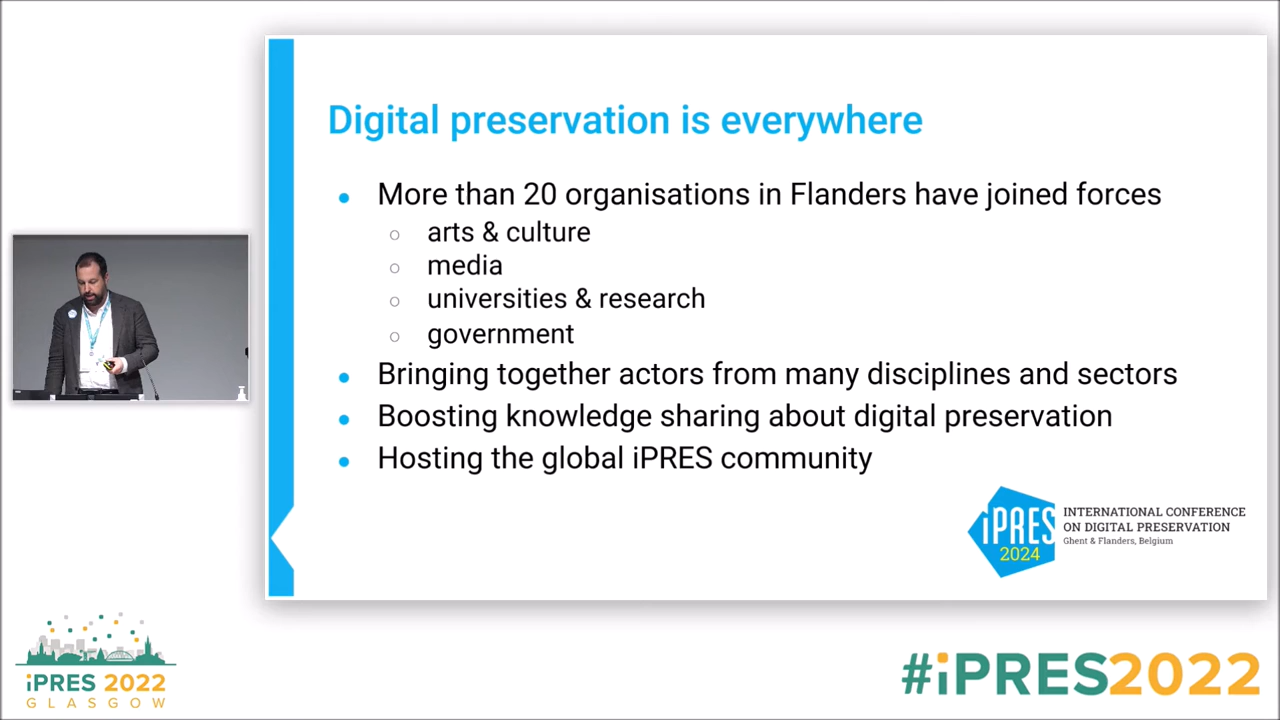 Digital preservation is everywhere
More than 20 organisations in Flanders have joined forces
arts & culture
media
universities & research
government
Bringing together actors from many disciplines and sectors
Boosting knowledge sharing about digital preservation
Hosting the global iPRES community
iPRES
2024
INTERNATIONAL CONFERENCE
ON DIGITAL PRESERVATION
Ghent & Flanders, Belgium
iPRES 2022
GLASGOW
#iPRES2022